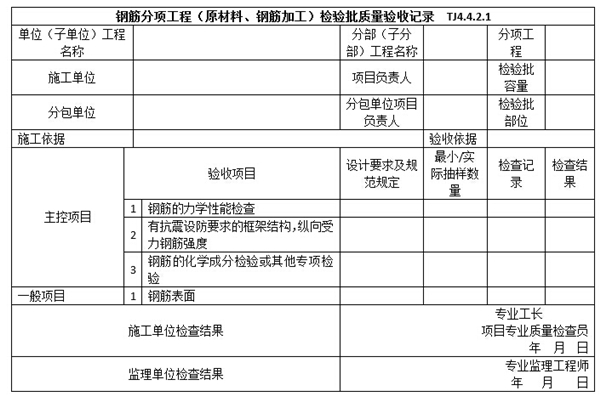 钢筋分项工程（原材料、钢筋加工）检验批质量验收记录 TJ4.4.2.1
单位（子单位）工程
名称
分部（子分
部）工程名称
分项工
程
施工单位
项目负责人
检验批
容量
分包单位
分包单位项目
负责人
检验批
部位
施工依据
验收依据
主控项目
验收项目
设计要求及规
范规定
最小/实
际抽样数
量
检查记
录
检查结
果
1 钢筋的力学性能检查
2 有抗震设防要求的框架结构,纵向受
力钢筋强度
3 钢筋的化学成分检验或其他专项检
验
一般项目 1 钢筋表面
施工单位检查结果
专业工长
项目专业质量检查员
年 月 日
监理单位检查结果
专业监理工程师
年 月 日